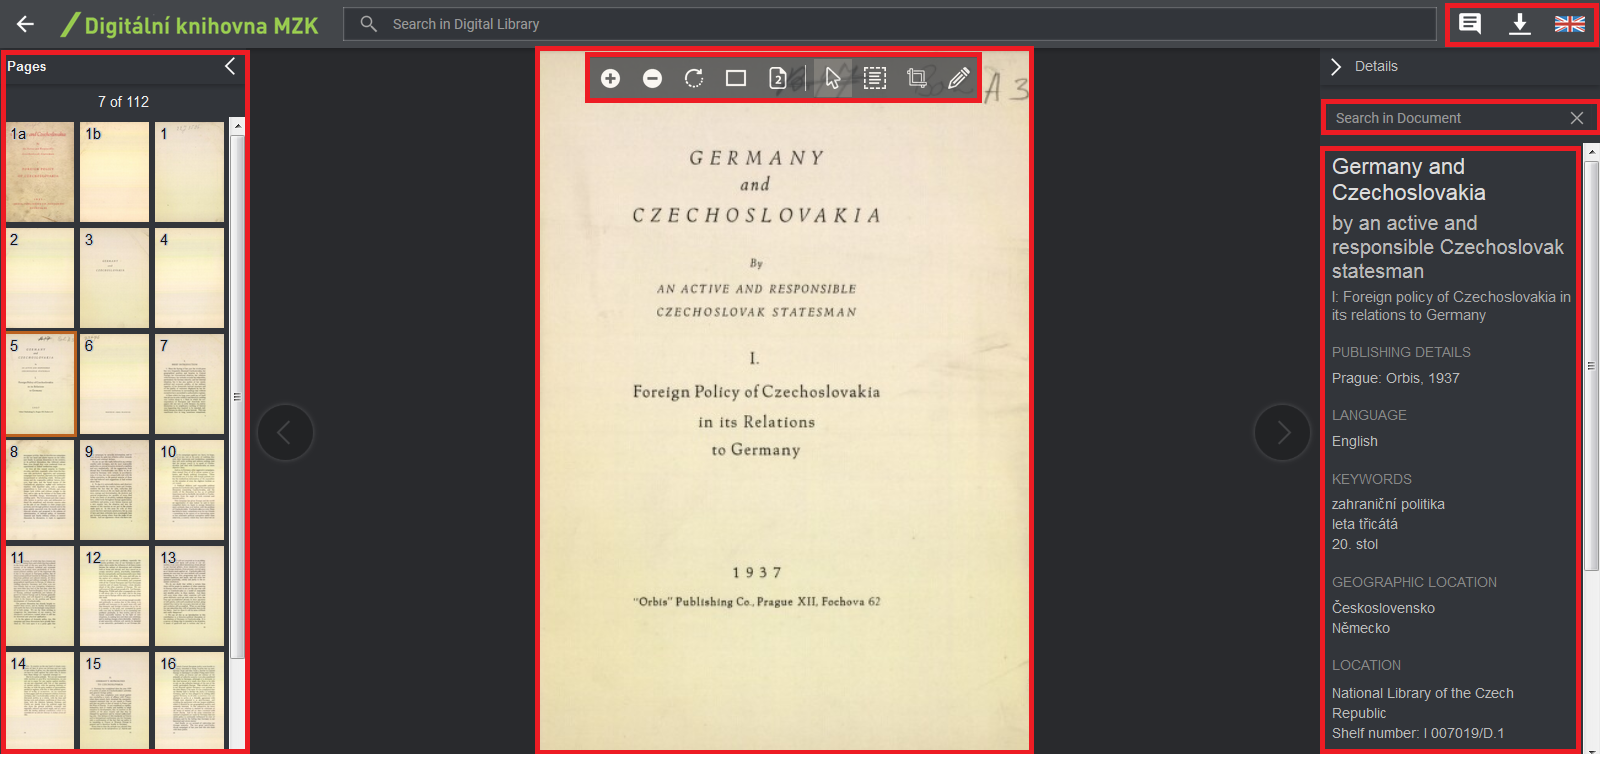 Digitální knihovna MZK
Search in Digital Library
Pages
7 of 112
1a
1b
1
2
3
4
5
6
7
8
9
10
11
12
13
14
15
16
2
A 3
GERMANY
and
CZECHOSLOVAKIA
By
AN ACTIVE AND RESPONSIBLE
CZECHOSLOVAK STATESMAN
I.
Foreign Policy of Czechoslovakia
in its Relations
to Germany
1937
"Orbis" Publishing Co., Prague XII, Fochova 62
Details
Search in Document
Germany and
Czechoslovakia
by an active and
responsible Czechoslovak
statesman
I: Foreign policy of Czechoslovakia in
its relations to Germany
PUBLISHING DETAILS
Prague: Orbis, 1937
LANGUAGE
English
KEYWORDS
zahraniční politika
leta třicátá
20. stol
GEOGRAPHIC LOCATION
Československo
Německo
LOCATION
National Library of the Czech
Republic
Shelf number: I 007019/D.1